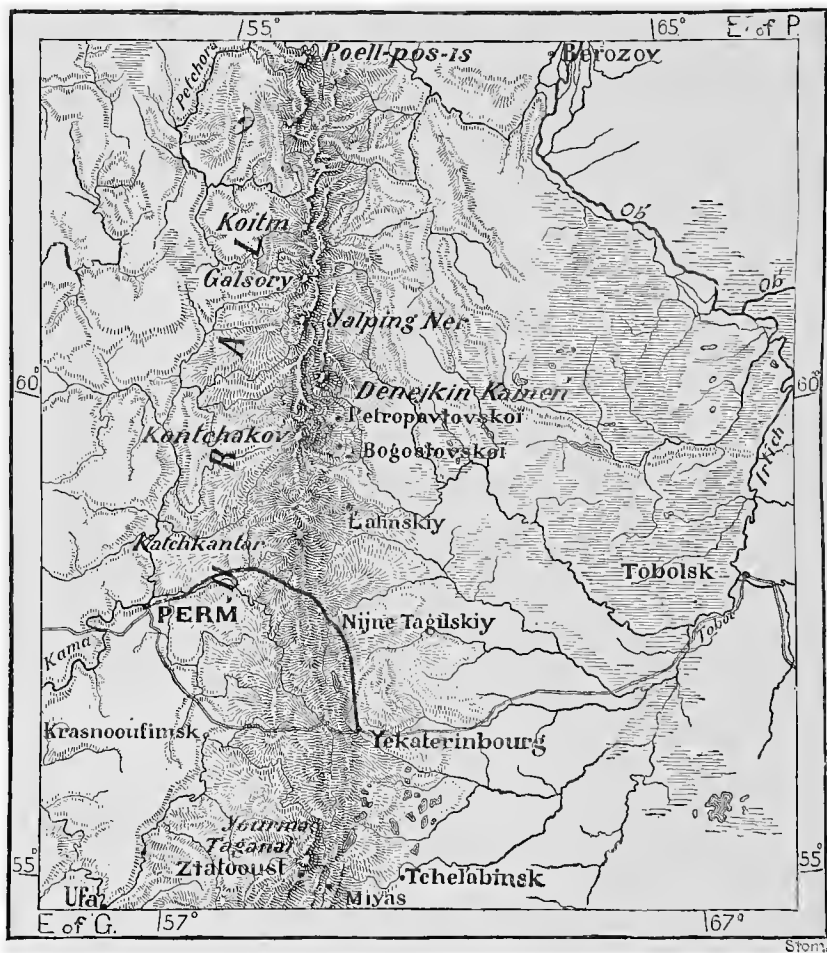 55° 65° E. of P.
Poell-pos-is Berozov
Petchora
Ob'
Koitm
Ob'
Galsory
Yalping Ner
60° Denejkin Kamen' 60°
Petropavlovskoi
Kontchakov
Bogoslovskoi
Irtich
Lalinskiy
Katchkantar
Tobolsk
PERM
Nijne Tagilskiy
Tobol
Kama
Krasnooufimsk
Yekaterinbourg
Yourma
Taganai
Zlatooust
55° Tchelabinsk 55°
Ufa
Miyas
E of G. 57° 67°
URAL